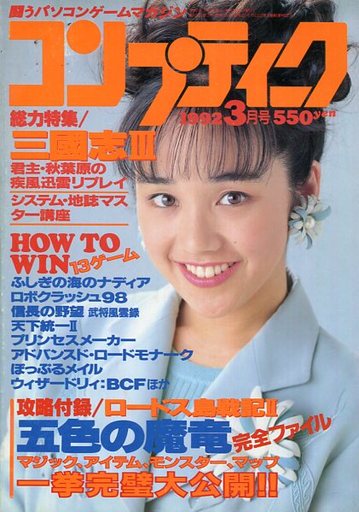 闘うパソコンゲームマガジン
コンプティーク
1992 3月号 550yen
総力特集/
三國志III
君主・秋葉原の
疾風迅雷リプレイ
システム・地誌マス
ター講座
HOW TO
WIN 13ゲーム
ふしぎの海のナディア
ロボクラッシュ98
信長の野望 武将風雲録
天下統一II
プリンセスメーカー
アドバンスド・ロードモナーク
ぽっぷるメイル
ウィザードリィ:BCFほか
攻略付録/ロードス島戦記II
五色の魔竜 完全ファイル
マジック、アイテム、モンスター、マップ
一挙完璧大公開!!